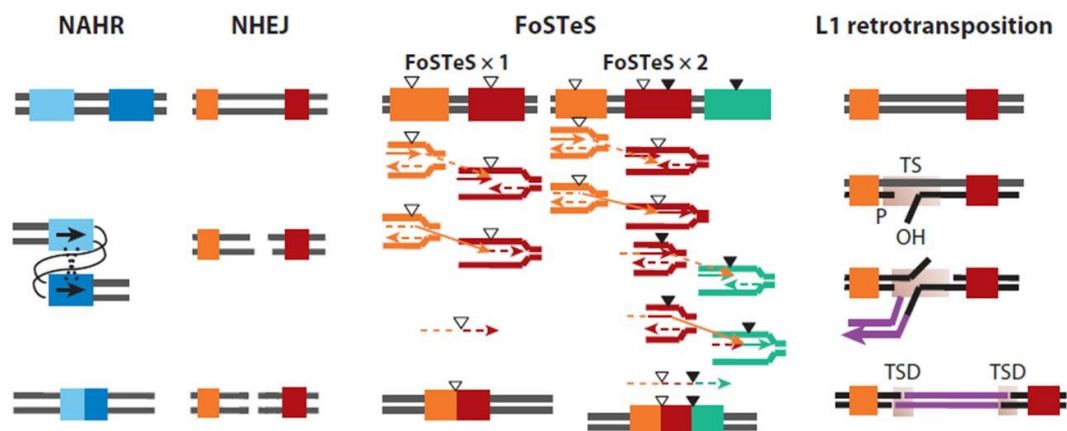 NAHR NHEJ FoSTeS L1 retrotransposition
FoSTeS × 1 FoSTeS × 2
TS
P
OH
TSD TSD